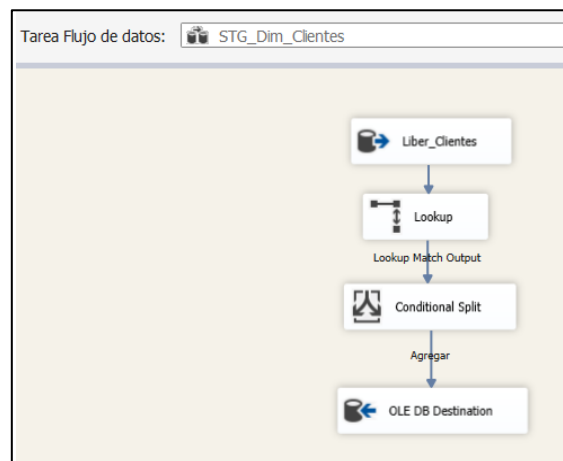 Tarea Flujo de datos: STG_Dim_Clientes
Liber_Clientes
Lookup
Lookup Match Output
Conditional Split
Agregar
OLE DB Destination